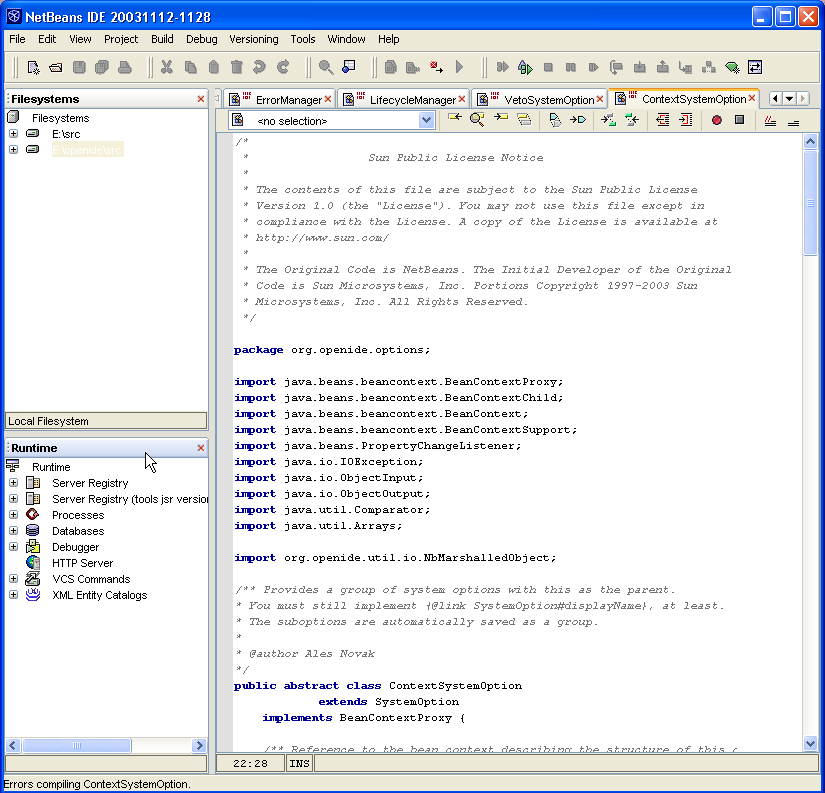 NetBeans IDE 20031112-1128
File Edit View Project Build Debug Versioning Tools Window Help
Filesystems
Filesystems
E:\src
E:\openide\src
Local Filesystem
Runtime
Runtime
Server Registry
Server Registry (tools jsr versio
Processes
Databases
Debugger
HTTP Server
VCS Commands
XML Entity Catalogs
ErrorManager LifecycleManager VetoSystemOption ContextSystemOption
<no selection>
/*
 * Sun Public License Notice
 *
 * The contents of this file are subject to the Sun Public License
 * Version 1.0 (the "License"). You may not use this file except in
 * compliance with the License. A copy of the License is available at
 * http://www.sun.com/
 *
 * The Original Code is NetBeans. The Initial Developer of the Original
 * Code is Sun Microsystems, Inc. Portions Copyright 1997-2003 Sun
 * Microsystems, Inc. All Rights Reserved.
 */
package org.openide.options;
import java.beans.beancontext.BeanContextProxy;
import java.beans.beancontext.BeanContextChild;
import java.beans.beancontext.BeanContext;
import java.beans.beancontext.BeanContextSupport;
import java.beans.PropertyChangeListener;
import java.io.IOException;
import java.io.ObjectInput;
import java.io.ObjectOutput;
import java.util.Comparator;
import java.util.Arrays;
import org.openide.util.io.NbMarshalledObject;
/** Provides a group of system options with this as the parent.
* You must still implement {@link SystemOption#displayName}, at least.
* The suboptions are automatically saved as a group.
*
* @author Ales Novak
*/
public abstract class ContextSystemOption
extends SystemOption
implements BeanContextProxy {
/** Reference to the bean context describing the structure of this
22:28 INS
Errors compiling ContextSystemOption.